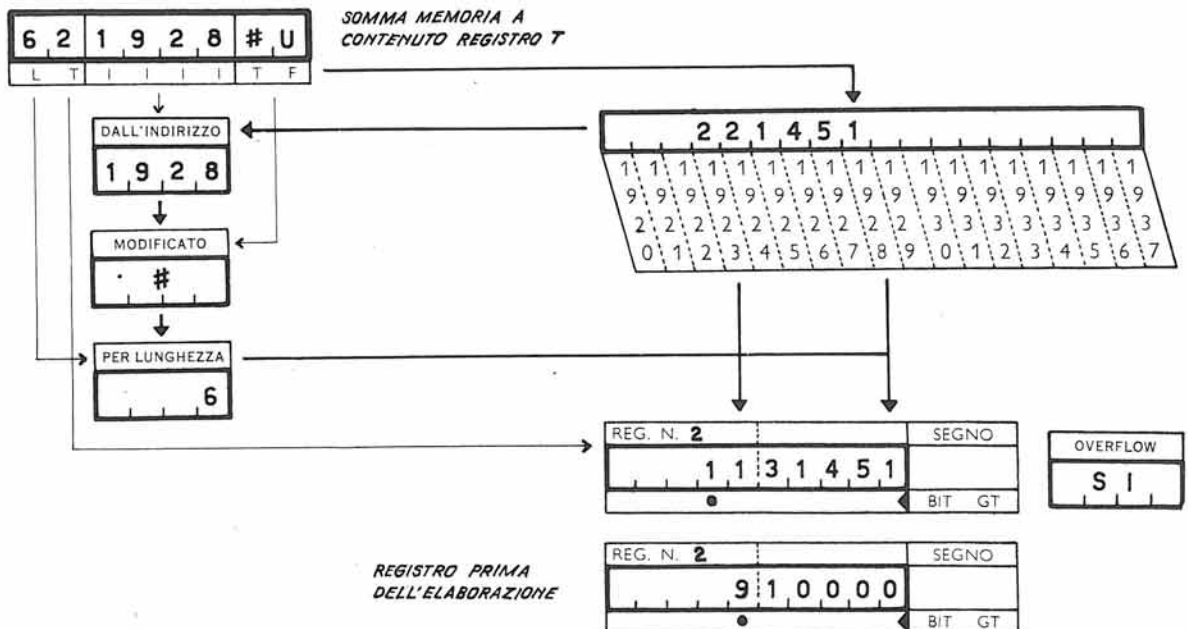 SOMMA MEMORIA A
CONTENUTO REGISTRO T
6 2 1 9 2 8 # U
L T I I I I T F
DALL'INDIRIZZO
1 9 2 8
2 2 1 4 5 1
1 1 1 1 1 1 1 1 1 1 1 1 1 1 1 1 1 1
9 9 9 9 9 9 9 9 9 9 9 9 9 9 9 9 9 9
2 2 2 2 2 2 2 2 2 2 3 3 3 3 3 3 3 3
0 1 2 3 4 5 6 7 8 9 0 1 2 3 4 5 6 7
MODIFICATO
#
PER LUNGHEZZA
6
REG. N. 2 SEGNO
1 1 3 1 4 5 1
BIT GT
OVERFLOW
S I
REGISTRO PRIMA
DELL'ELABORAZIONE
REG. N. 2 SEGNO
9 1 0 0 0 0
BIT GT